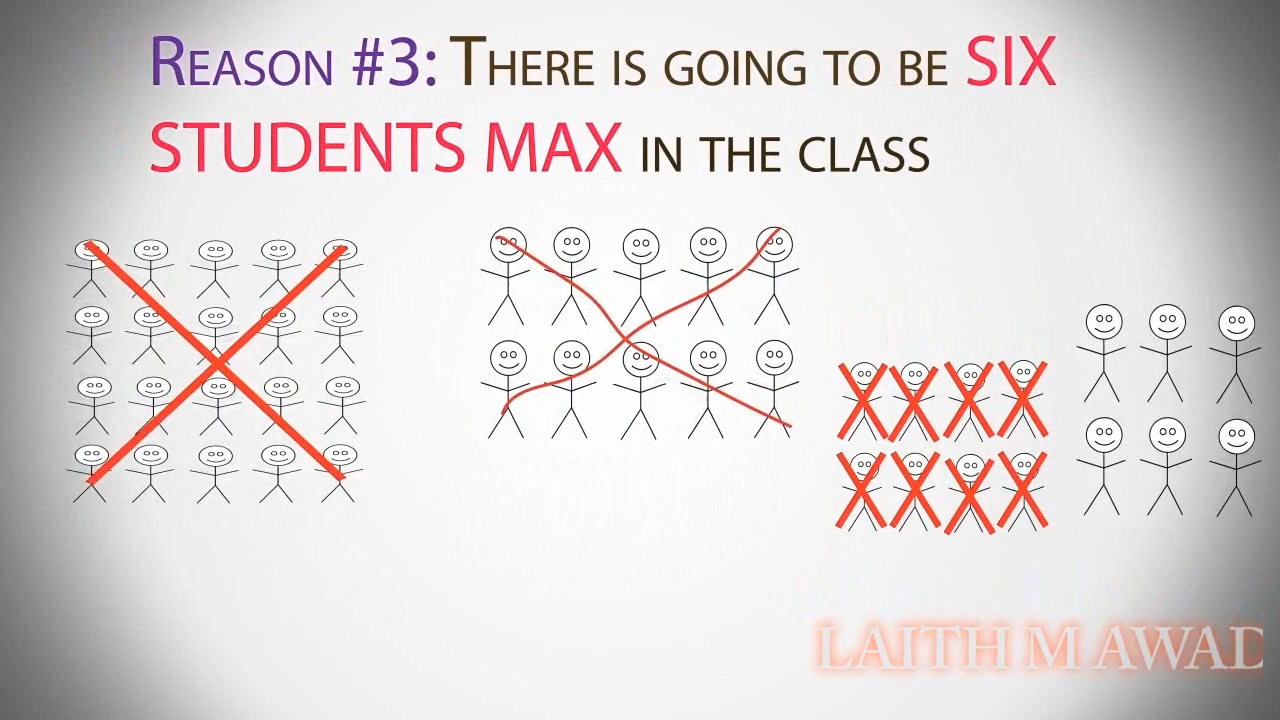 REASON #3: THERE IS GOING TO BE SIX
STUDENTS MAX IN THE CLASS
LAITH M AWAD